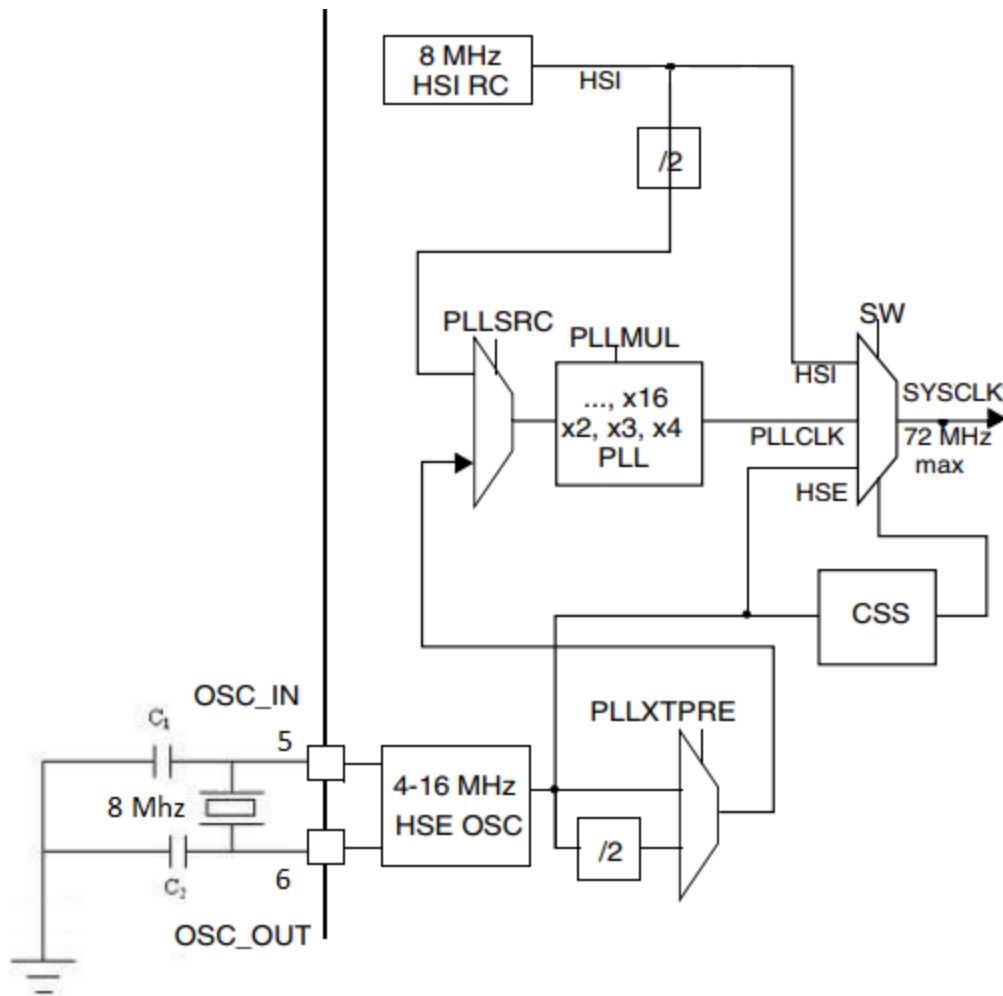 8 MHz
HSI RC
HSI
/2
PLLSRC
PLLMUL
SW
..., x16
x2, x3, x4
PLL
HSI
PLLCLK
HSE
SYSCLK
72 MHz
max
CSS
OSC_IN
C₁
5
8 Mhz
C₂
6
OSC_OUT
4-16 MHz
HSE OSC
PLLXTPRE
/2